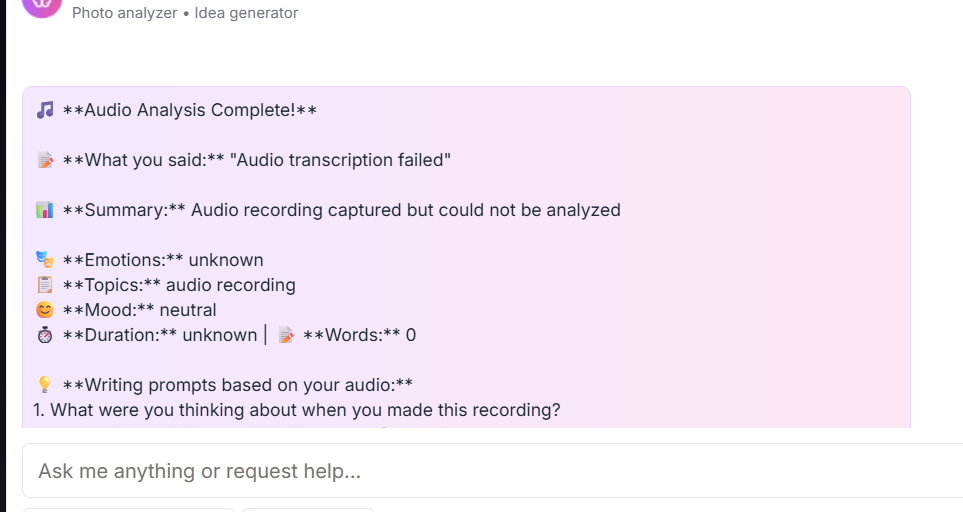 Photo analyzer • Idea generator
🎵 **Audio Analysis Complete!**
📝 **What you said:** "Audio transcription failed"
📊 **Summary:** Audio recording captured but could not be analyzed
🎭 **Emotions:** unknown
📋 **Topics:** audio recording
😊 **Mood:** neutral
⏱️ **Duration:** unknown | 📝 **Words:** 0
💡 **Writing prompts based on your audio:**
1. What were you thinking about when you made this recording?
Ask me anything or request help...